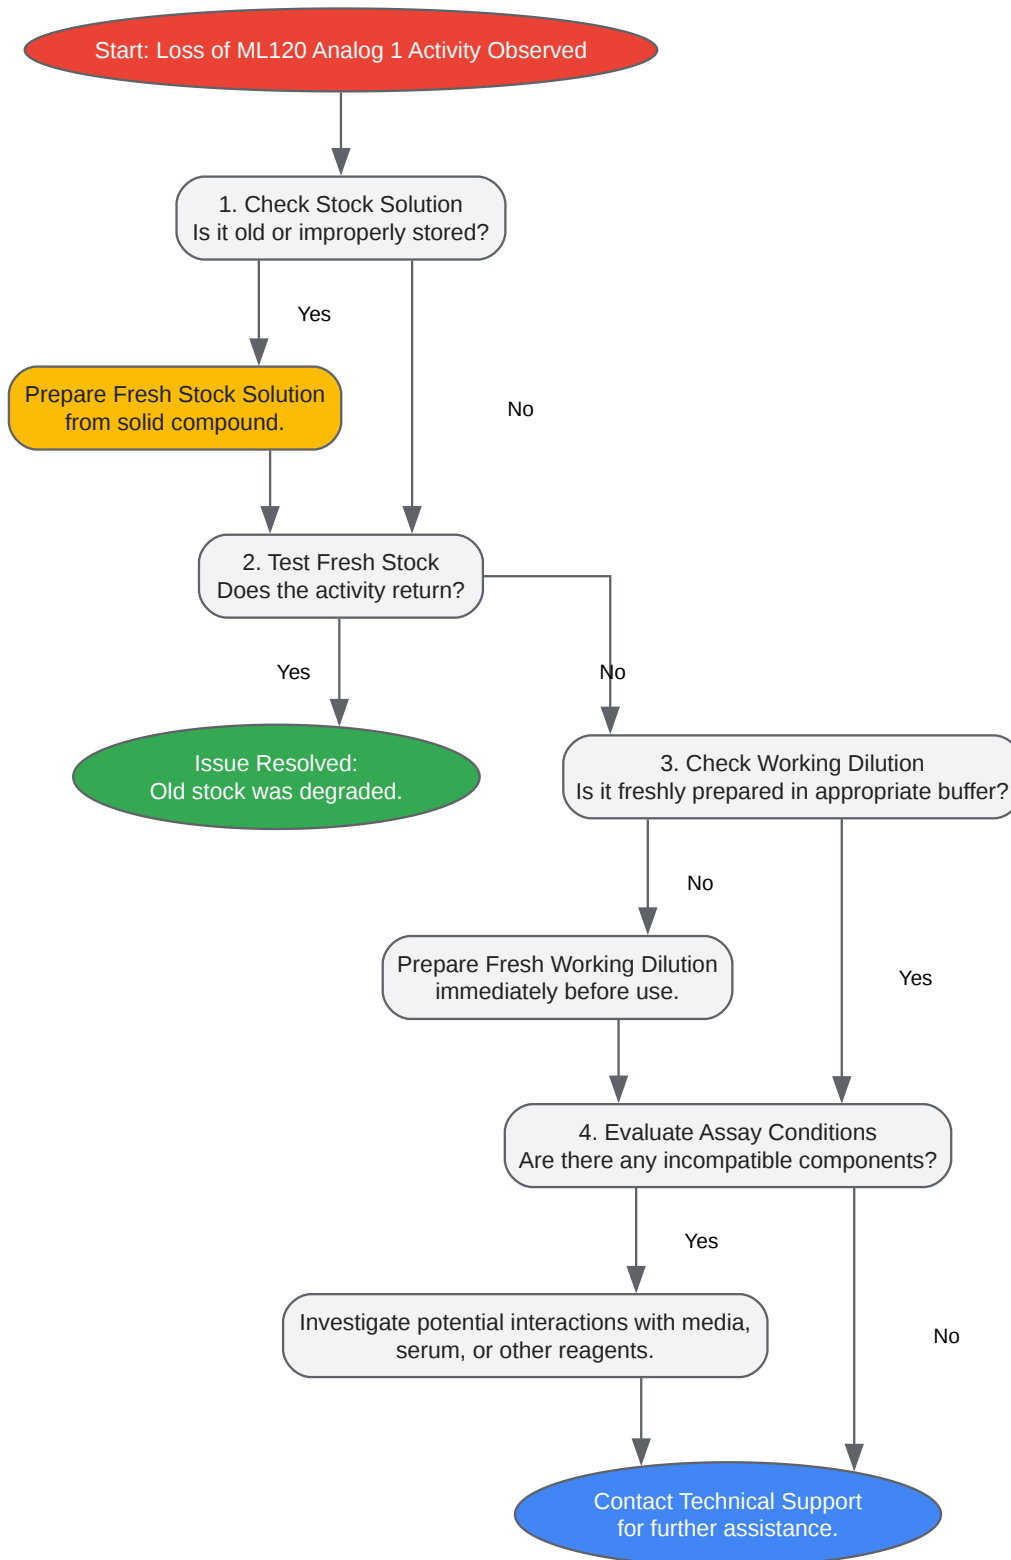 Start: Loss of ML120 Analog 1 Activity Observed
1. Check Stock Solution
Is it old or improperly stored?
Yes
Prepare Fresh Stock Solution
from solid compound.
No
2. Test Fresh Stock
Does the activity return?
Yes
No
Issue Resolved:
Old stock was degraded.
3. Check Working Dilution
Is it freshly prepared in appropriate buffer?
No
Prepare Fresh Working Dilution
immediately before use.
Yes
4. Evaluate Assay Conditions
Are there any incompatible components?
Yes
Investigate potential interactions with media,
serum, or other reagents.
No
Contact Technical Support
for further assistance.